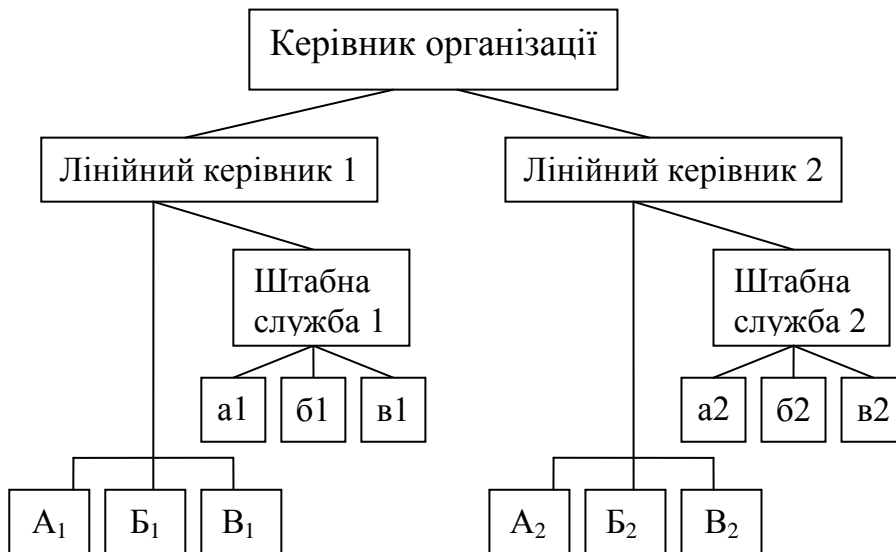 Керівник організації
Лінійний керівник 1
Лінійний керівник 2
Штабна
служба 1
Штабна
служба 2
а1
б1
в1
а2
б2
в2
А₁
Б₁
В₁
А₂
Б₂
В₂